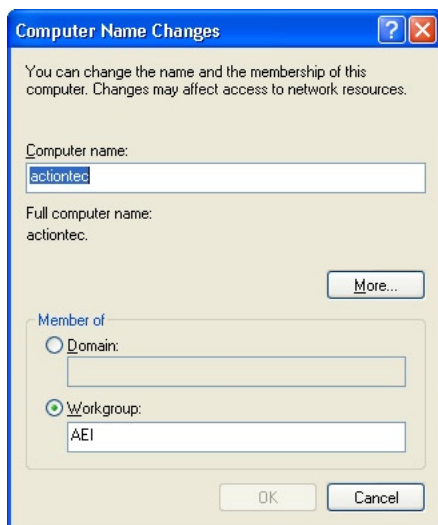 Computer Name Changes
You can change the name and the membership of this
computer. Changes may affect access to network resources.
Computer name:
actiontec
Full computer name:
actiontec.
More...
Member of
Domain:
Workgroup:
AEI
OK
Cancel